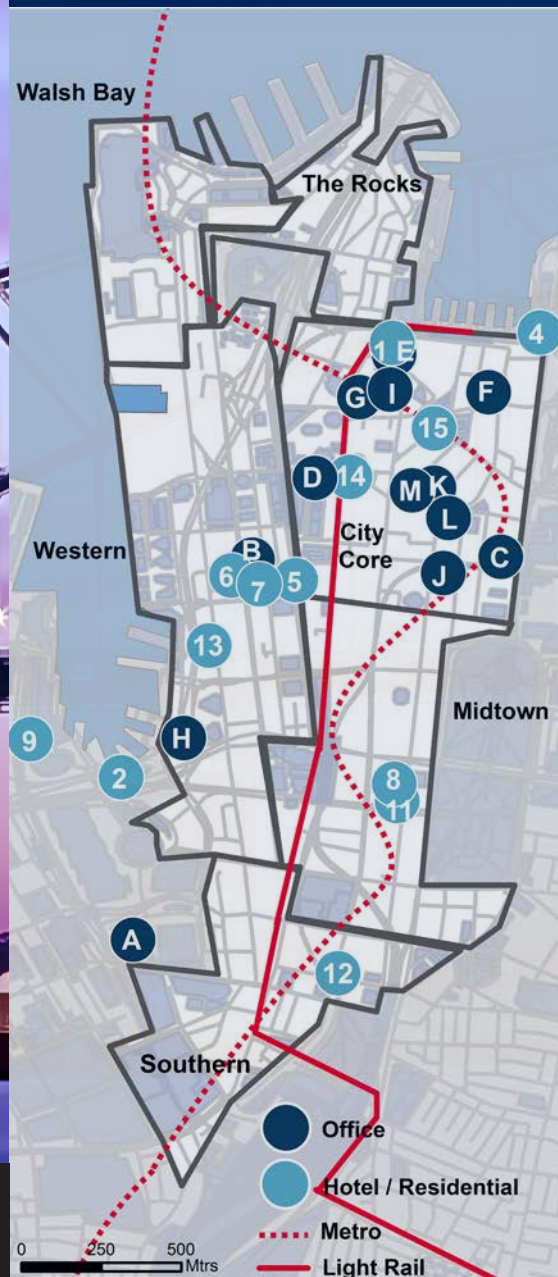 Walsh Bay
The Rocks
4
1 E
G I F
15
D 14 M K
L
City
Core
Western
B
6 7 5
J C
13
Midtown
9 H
2
8
11
A
12
Southern
Office
Hotel / Residential
Metro
Light Rail
0 250 500
Mtrs